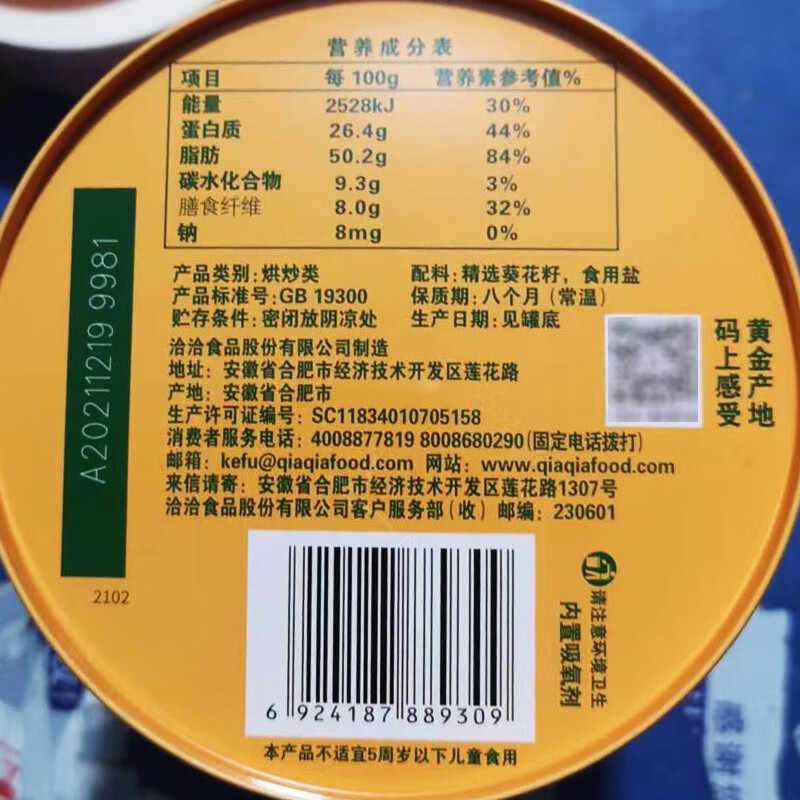 营养成分表
项目 每 100g 营养素参考值%
能量 2528kJ 30%
蛋白质 26.4g 44%
脂肪 50.2g 84%
碳水化合物 9.3g 3%
膳食纤维 8.0g 32%
钠 8mg 0%
产品类别:烘炒类 配料:精选葵花籽，食用盐
产品标准号:GB 19300 保质期:八个月（常温）
贮存条件:密闭放阴凉处 生产日期:见罐底
洽洽食品股份有限公司制造
地址：安徽省合肥市经济技术开发区莲花路
产地：安徽省合肥市
生产许可证编号：SC11834010705158
消费者服务电话：4008877819 8008680290(固定电话拨打)
邮箱：kefu@qiaqiafood.com 网站：www.qiaqiafood.com
来信请寄：安徽省合肥市经济技术开发区莲花路1307号
洽洽食品股份有限公司客户服务部(收) 邮编：230601
黄金产地
码上感受
A20211219 9981
2102
请注意环境卫生
内置吸氧剂
6 924187 889309
本产品不适宜5周岁以下儿童食用
感谢